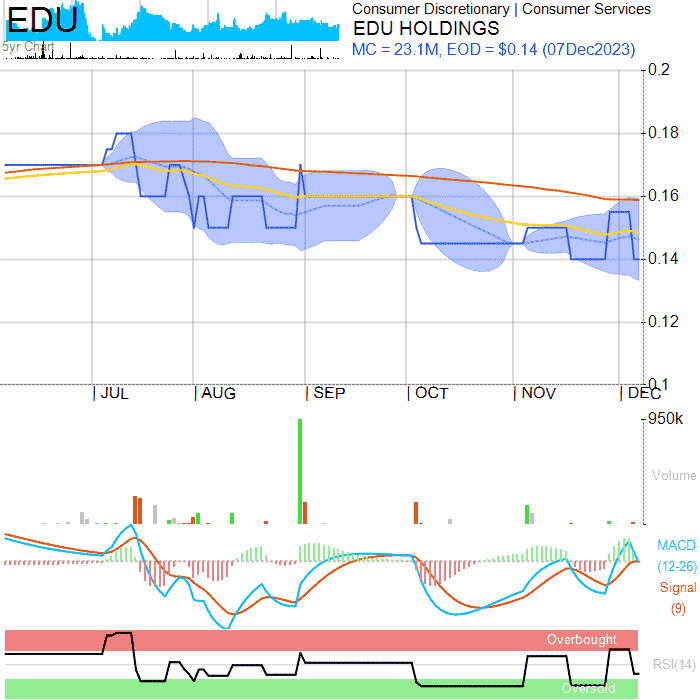 EDU
Consumer Discretionary | Consumer Services
EDU HOLDINGS
MC = 23.1M, EOD = $0.14 (07Dec2023)
5yr Chart
0.2
0.18
0.16
0.14
0.12
0.1
JUL
AUG
SEP
OCT
NOV
DEC
950k
Volume
MACD
(12-26)
Signal
(9)
Overbought
RSI(14)
Oversold